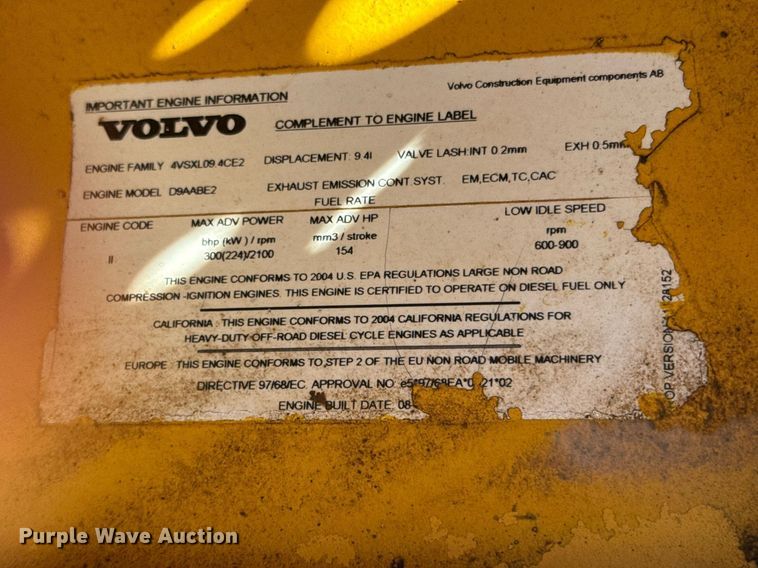 Volvo Construction Equipment components AB
IMPORTANT ENGINE INFORMATION
VOLVO COMPLEMENT TO ENGINE LABEL
ENGINE FAMILY 4VSXL09.4CE2 DISPLACEMENT: 9.4l VALVE LASH:INT 0.2mm EXH 0.5mm
ENGINE MODEL D9AABE2 EXHAUST EMISSION CONT.SYST. EM,ECM,TC,CAC
FUEL RATE
ENGINE CODE MAX ADV POWER MAX ADV HP LOW IDLE SPEED
bhp (kW) / rpm mm3 / stroke rpm
II 300(224)/2100 154 600-900
THIS ENGINE CONFORMS TO 2004 U.S. EPA REGULATIONS LARGE NON ROAD
COMPRESSION -IGNITION ENGINES. THIS ENGINE IS CERTIFIED TO OPERATE ON DIESEL FUEL ONLY
CALIFORNIA : THIS ENGINE CONFORMS TO 2004 CALIFORNIA REGULATIONS FOR
HEAVY-DUTY OFF-ROAD DIESEL CYCLE ENGINES AS APPLICABLE
EUROPE : THIS ENGINE CONFORMS TO STEP 2 OF THE EU NON ROAD MOBILE MACHINERY
DIRECTIVE 97/68/EC. APPROVAL NO: 21*02
ENGINE BUILT DATE: 08-
OP VERSION 28152
Purple Wave Auction